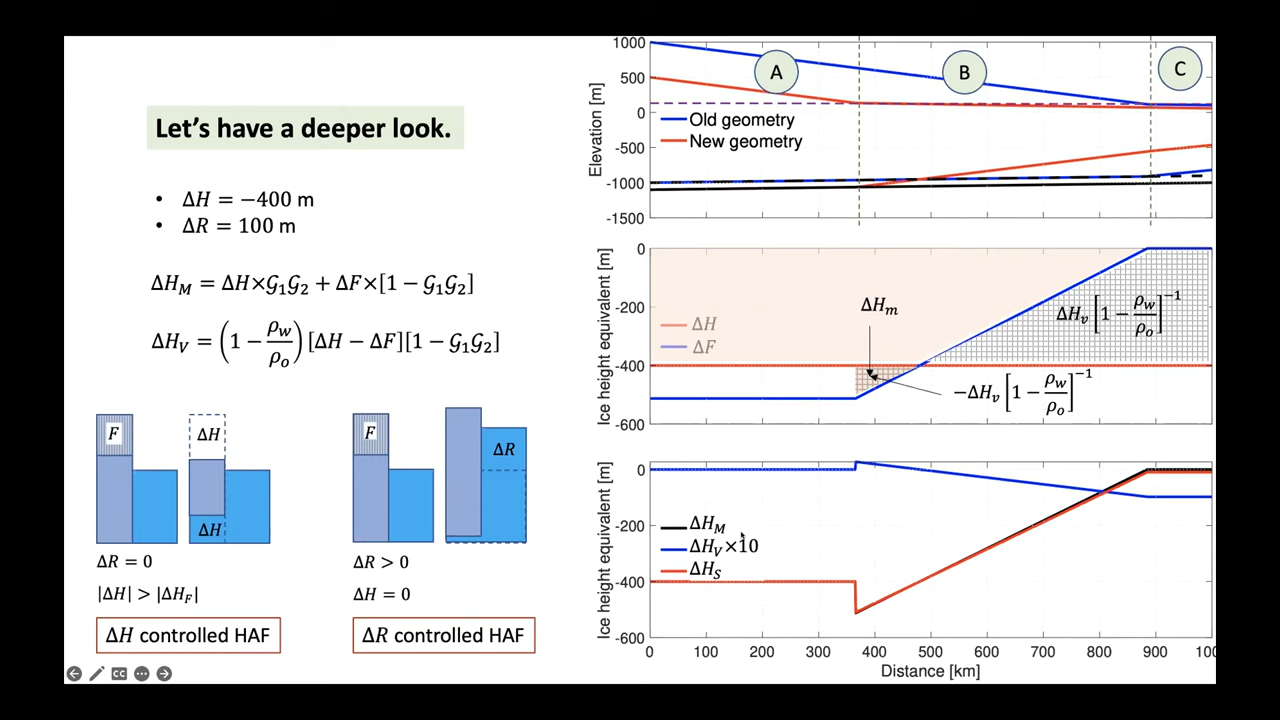 Let's have a deeper look.
• ΔH = −400 m
• ΔR = 100 m
ΔH_M = ΔH×𝒢₁𝒢₂ + ΔF×[1 − 𝒢₁𝒢₂]
ΔH_V = (1 − ρ_w/ρ_o) [ΔH − ΔF][1 − 𝒢₁𝒢₂]
F
ΔH
ΔH
ΔR = 0
|ΔH| > |ΔH_F|
ΔH controlled HAF
F
ΔR
ΔR > 0
ΔH = 0
ΔR controlled HAF
CC
Elevation [m]
1000
500
0
-500
-1000
-1500
A
B
C
Old geometry
New geometry
Ice height equivalent [m]
0
-200
-400
-600
ΔH
ΔF
ΔH_m
ΔH_v [1 − ρ_w/ρ_o]⁻¹
−ΔH_v [1 − ρ_w/ρ_o]⁻¹
Ice height equivalent [m]
0
-200
-400
-600
ΔH_M
ΔH_V×10
ΔH_S
0 100 200 300 400 500 600 700 800 900 100
Distance [km]